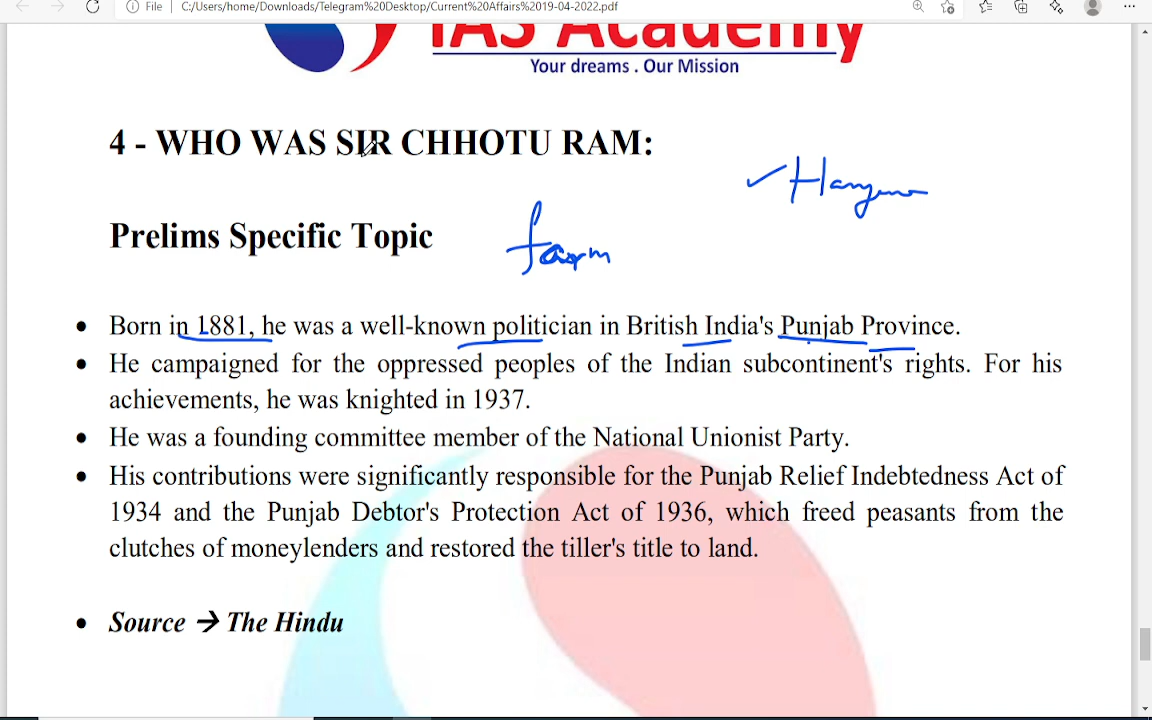 File
C:/Users/home/Downloads/Telegram%20Desktop/Current%20Affairs%2019-04-2022.pdf
IAS Academy
Your dreams . Our Mission
4 - WHO WAS SIR CHHOTU RAM:
Prelims Specific Topic
farm
• Born in 1881, he was a well-known politician in British India's Punjab Province.
• He campaigned for the oppressed peoples of the Indian subcontinent's rights. For his
achievements, he was knighted in 1937.
• He was a founding committee member of the National Unionist Party.
• His contributions were significantly responsible for the Punjab Relief Indebtedness Act of
1934 and the Punjab Debtor's Protection Act of 1936, which freed peasants from the
clutches of moneylenders and restored the tiller's title to land.
• Source → The Hindu